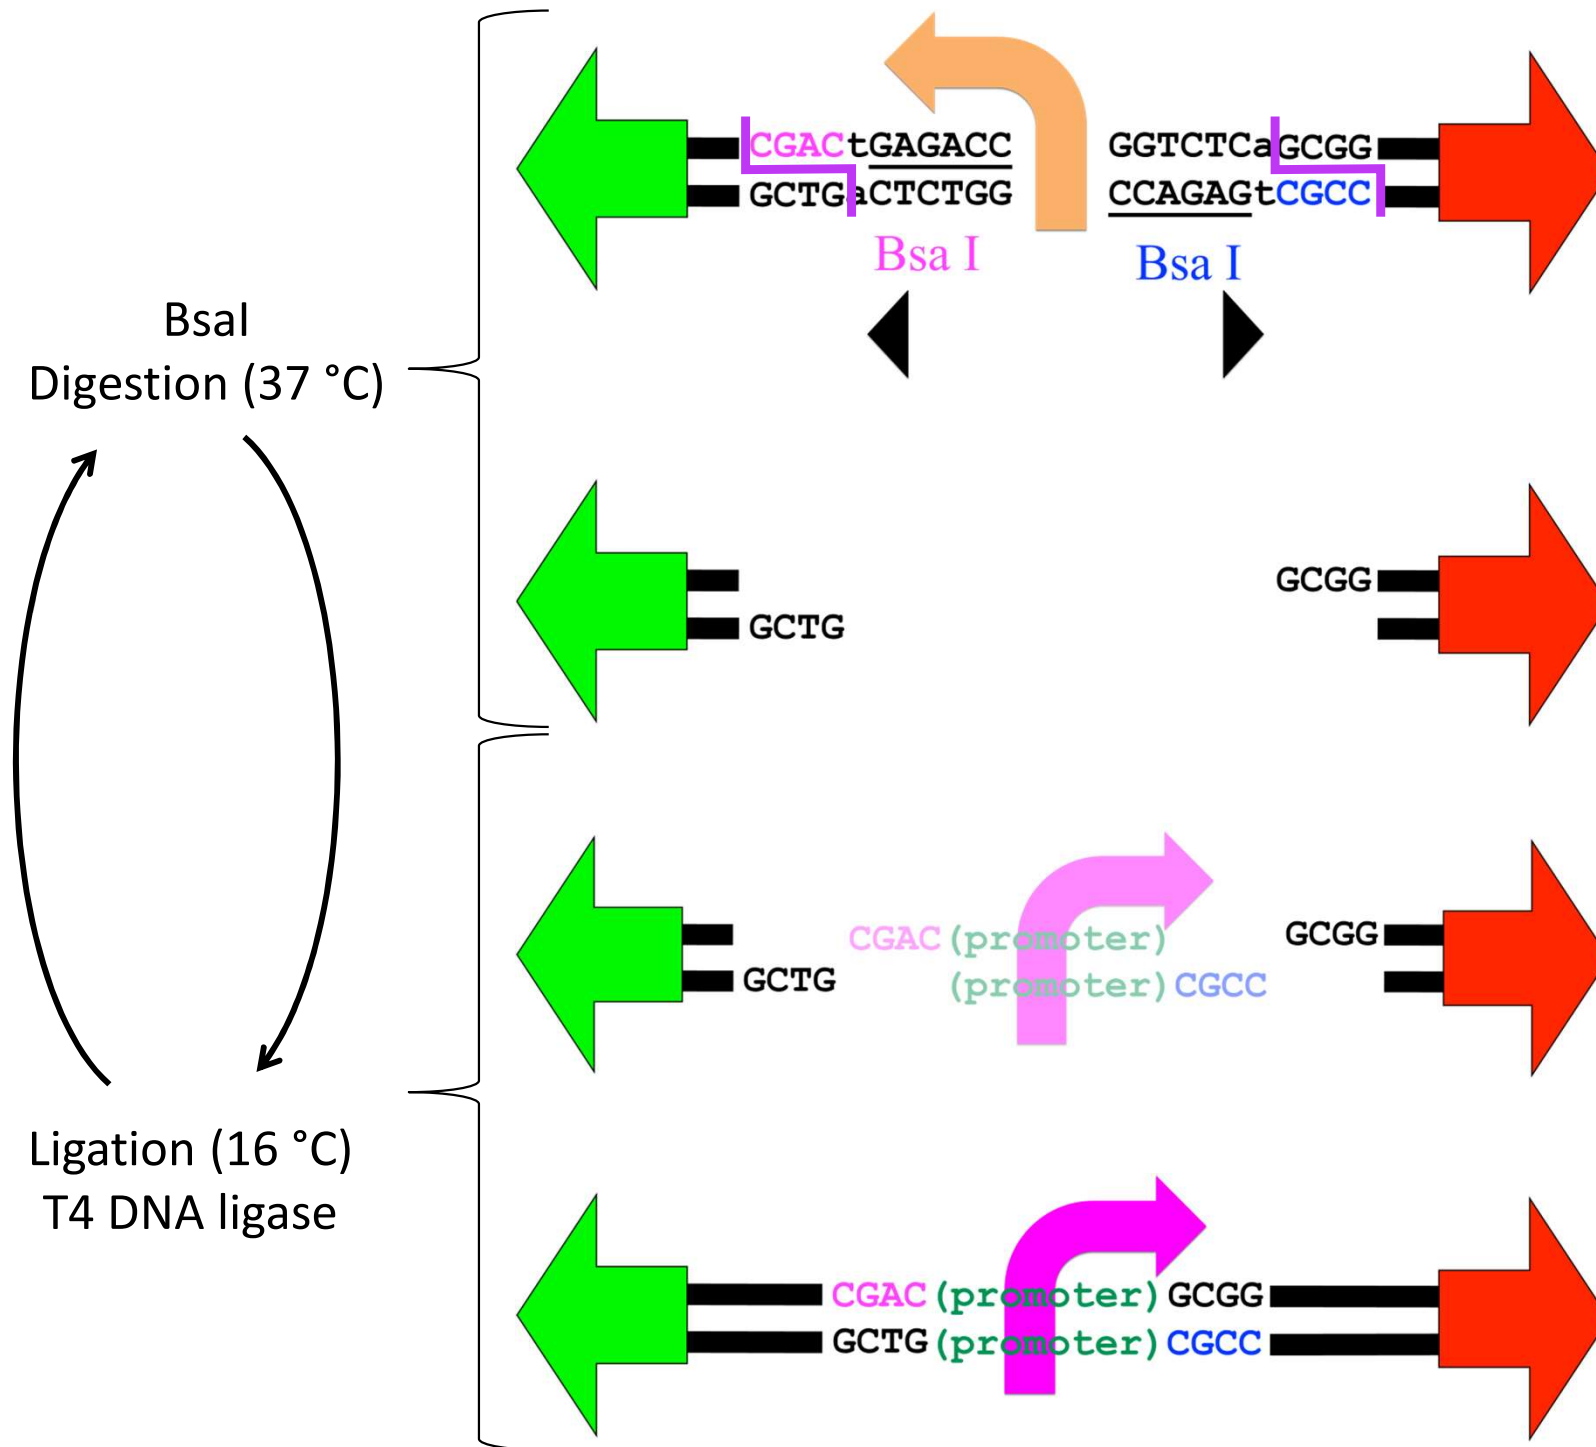 CGACtGAGACC GGTCTCaGCGG
GCTGaCTCTGG CCAGAGtCGCC
Bsa I Bsa I
BsaI
Digestion (37 °C)
GCGG
GCTG
CGAC(promoter) GCGG
GCTG (promoter)CGCC
Ligation (16 °C)
T4 DNA ligase
CGAC(promoter)GCGG
GCTG(promoter)CGCC